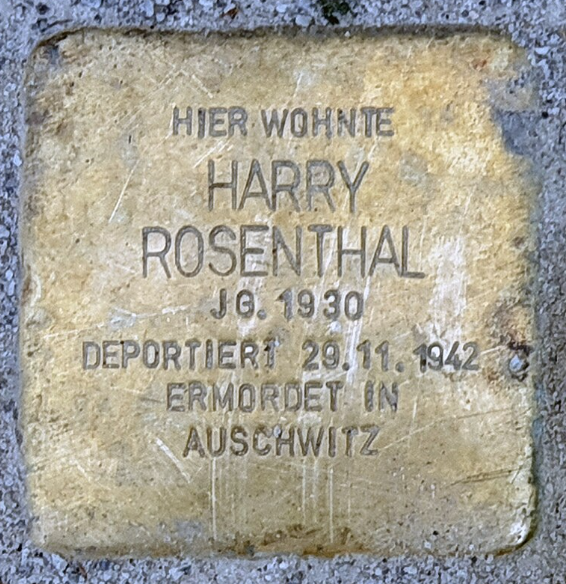 HIER WOHNTE
HARRY
ROSENTHAL
JG. 1930
DEPORTIERT 29.11.1942
ERMORDET IN
AUSCHWITZ